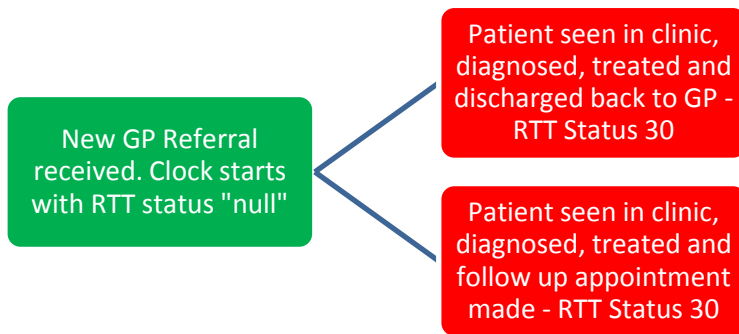 New GP Referral
received. Clock starts
with RTT status "null"
Patient seen in clinic,
diagnosed, treated and
discharged back to GP -
RTT Status 30
Patient seen in clinic,
diagnosed, treated and
follow up appointment
made - RTT Status 30